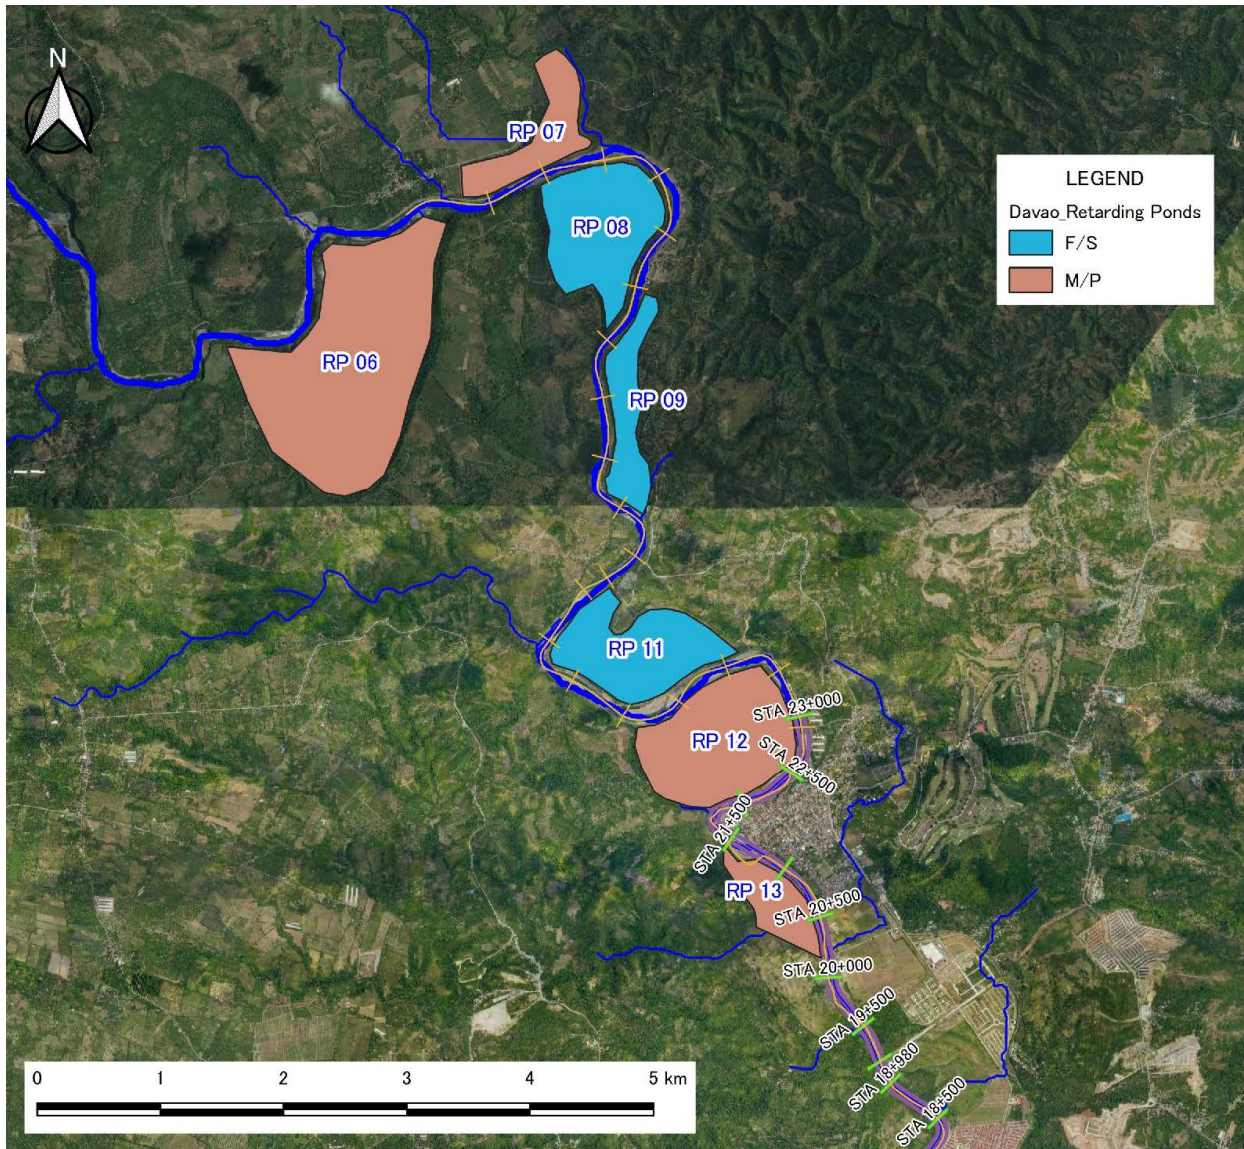 N
RP 07
LEGEND
Davao_Retarding Ponds
F/S
M/P
RP 08
RP 06
RP 09
RP 11
STA 23+000
RP 12
STA 22+500
STA 21+500
RP 13
STA 20+500
STA 20+000
STA 19+500
STA 18+980
STA 18+500
0 1 2 3 4 5 km